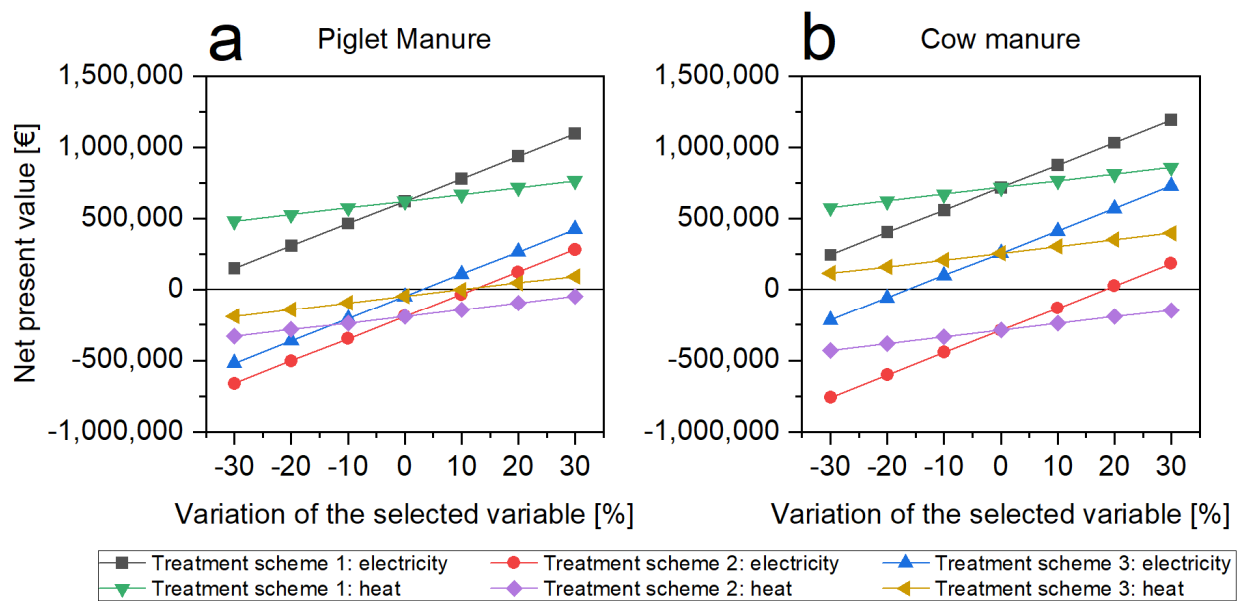 a Piglet Manure
b Cow manure
Net present value [€]
1,500,000
1,000,000
500,000
0
-500,000
-1,000,000
-30 -20 -10 0 10 20 30
Variation of the selected variable [%]
1,500,000
1,000,000
500,000
0
-500,000
-1,000,000
-30 -20 -10 0 10 20 30
Variation of the selected variable [%]
Treatment scheme 1: electricity Treatment scheme 2: electricity Treatment scheme 3: electricity
Treatment scheme 1: heat Treatment scheme 2: heat Treatment scheme 3: heat